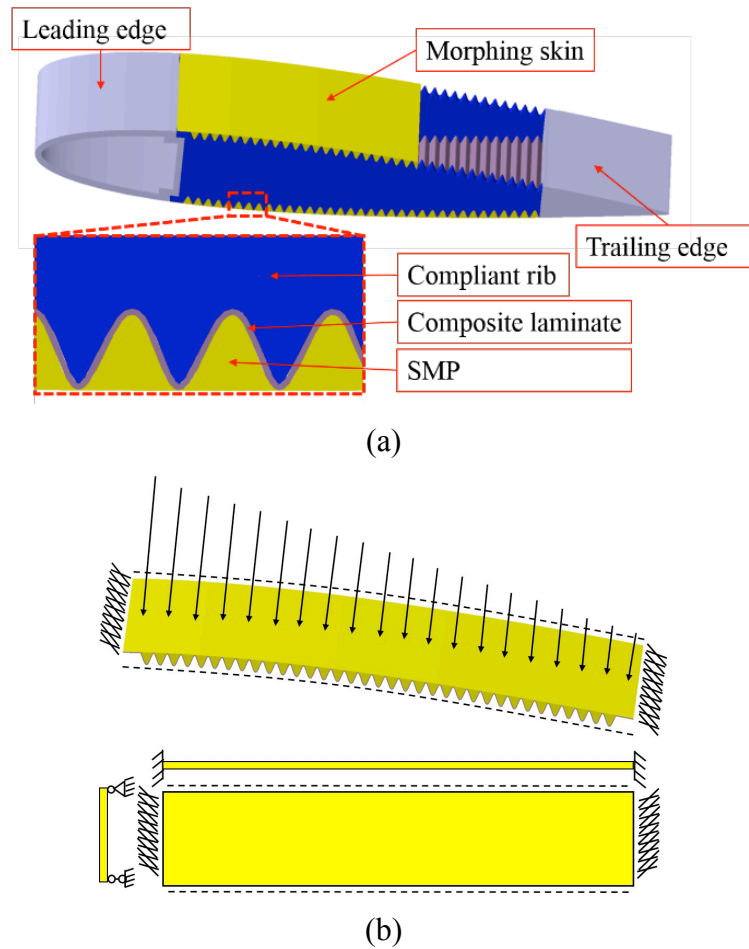 Leading edge
Morphing skin
Trailing edge
Compliant rib
Composite laminate
SMP
(a)
(b)